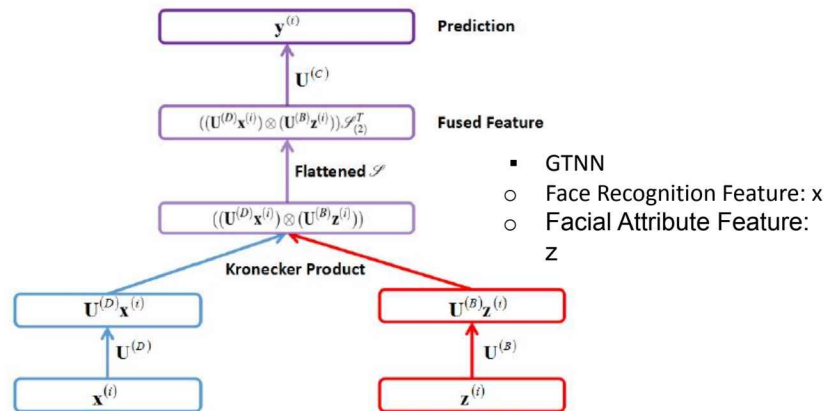 y^(i)
Prediction
U^(C)
((U^(D)x^(i))⊗(U^(B)z^(i)))𝒮^T_(2)
Fused Feature
Flattened 𝒮
((U^(D)x^(i))⊗(U^(B)z^(i)))
Kronecker Product
U^(D)x^(i)
U^(B)z^(i)
U^(D)
U^(B)
x^(i)
z^(i)
▪ GTNN
○ Face Recognition Feature: x
○ Facial Attribute Feature:
z